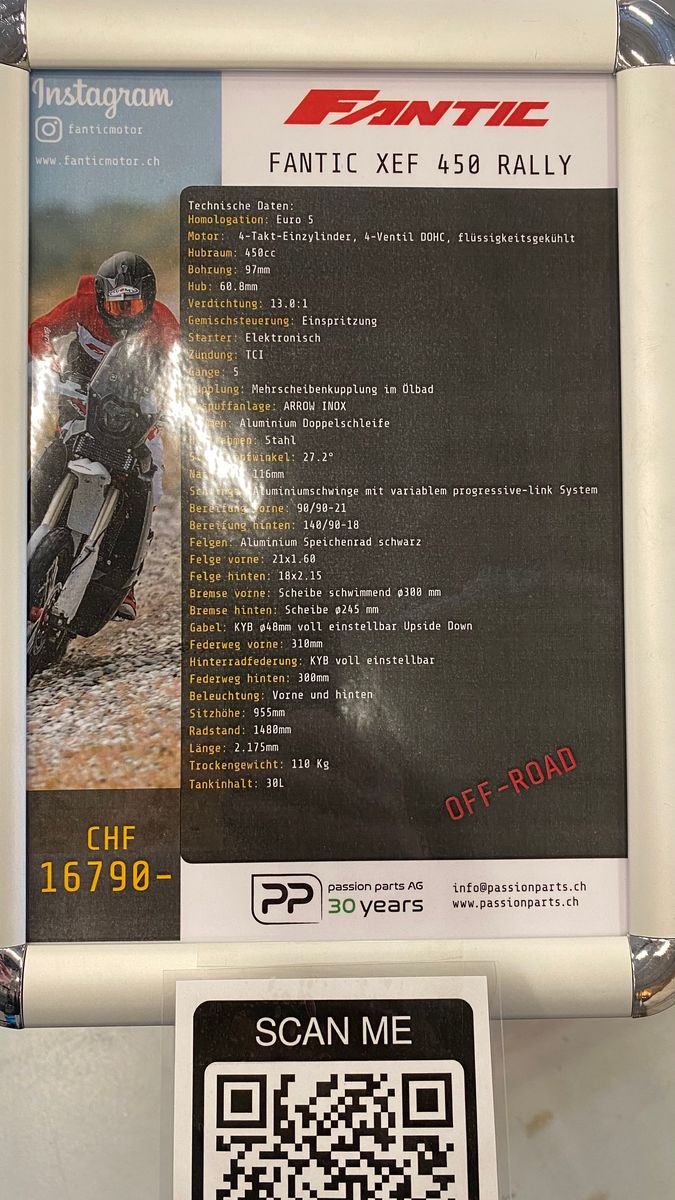 Instagram
fanticmotor
www.fanticmotor.ch
FANTIC
FANTIC XEF 450 RALLY
Technische Daten:
Homologation: Euro 5
Motor: 4-Takt-Einzylinder, 4-Ventil DOHC, flüssigkeitsgekühlt
Hubraum: 450cc
Bohrung: 97mm
Hub: 60.8mm
Verdichtung: 13.0:1
Gemischsteuerung: Einspritzung
Starter: Elektronisch
Zündung: TCI
Gänge: 5
Kupplung: Mehrscheibenkupplung im Ölbad
Auspuffanlage: ARROW INOX
Aluminium Doppelschleife
Stahl
27.2°
116mm
Aluminiumschwinge mit variablem progressive-link System
Bereifung vorne: 90/90-21
Bereifung hinten: 140/90-18
Felgen: Aluminium Speichenrad schwarz
Felge vorne: 21x1.60
Felge hinten: 18x2.15
Bremse vorne: Scheibe schwimmend ø300 mm
Bremse hinten: Scheibe ø245 mm
Gabel: KYB ø48mm voll einstellbar Upside Down
Federweg vorne: 310mm
Hinterradfederung: KYB voll einstellbar
Federweg hinten: 300mm
Beleuchtung: Vorne und hinten
Sitzhöhe: 955mm
Radstand: 1480mm
Länge: 2.175mm
Trockengewicht: 110 Kg
Tankinhalt: 30L
OFF-ROAD
CHF
16790-
PP
passion parts AG
30 years
info@passionparts.ch
www.passionparts.ch
SCAN ME